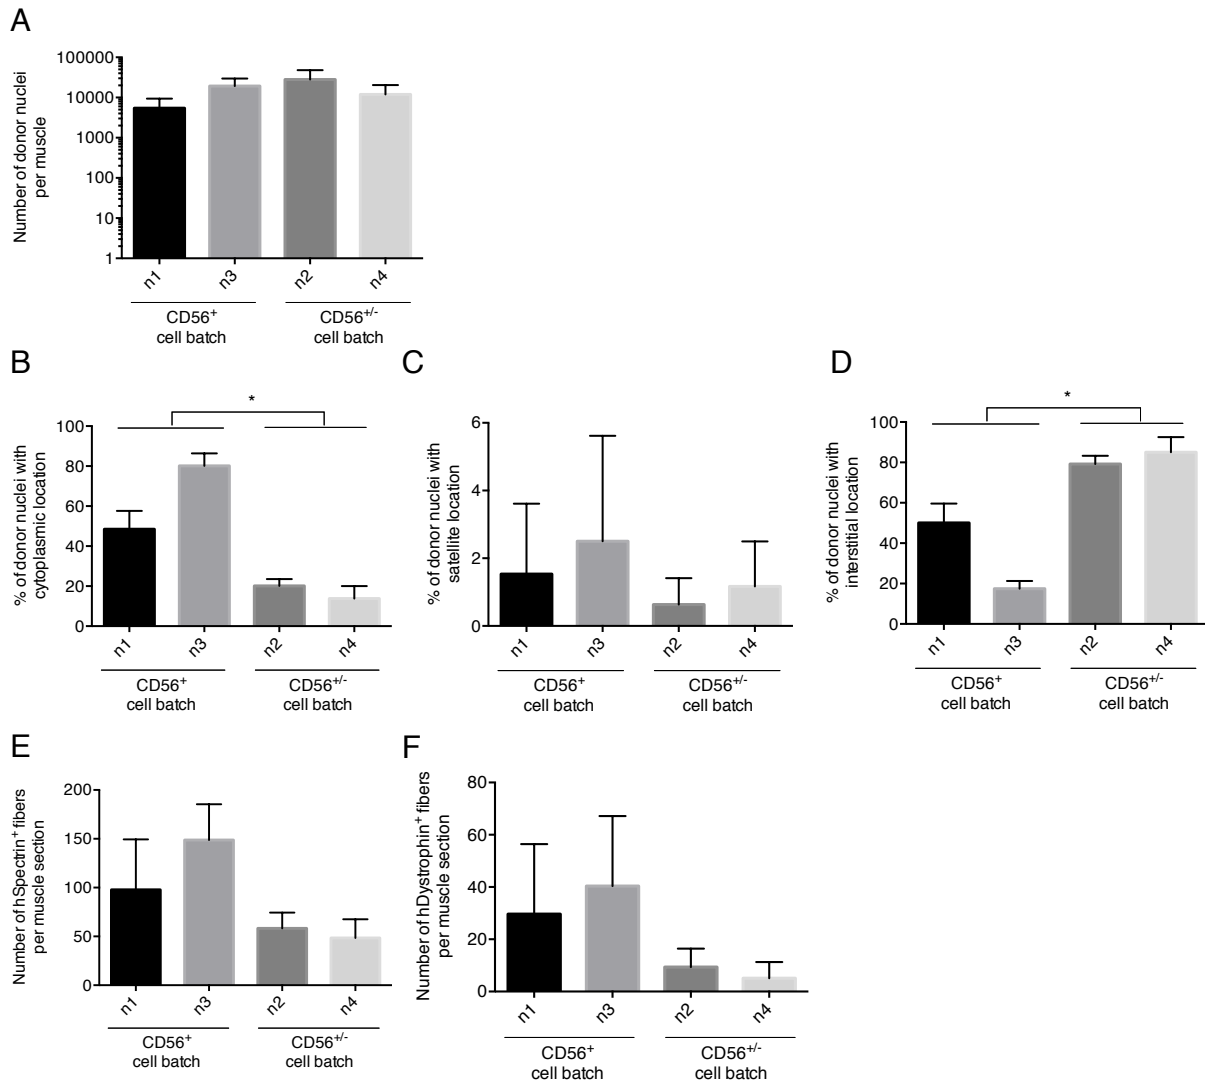 A
Number of donor nuclei
per muscle
100000
10000
1000
100
10
1
n1
n3
n2
n4
CD56+
cell batch
CD56+/-
cell batch
B
% of donor nuclei with
cytoplasmic location
100
80
60
40
20
0
*
n1
n3
n2
n4
CD56+
cell batch
CD56+/-
cell batch
C
% of donor nuclei with
satellite location
6
4
2
0
n1
n3
n2
n4
CD56+
cell batch
CD56+/-
cell batch
D
% of donor nuclei with
interstitial location
100
80
60
40
20
0
*
n1
n3
n2
n4
CD56+
cell batch
CD56+/-
cell batch
E
Number of hSpectrin+ fibers
per muscle section
200
150
100
50
0
n1
n3
n2
n4
CD56+
cell batch
CD56+/-
cell batch
F
Number of hDystrophin+ fibers
per muscle section
80
60
40
20
0
n1
n3
n2
n4
CD56+
cell batch
CD56+/-
cell batch